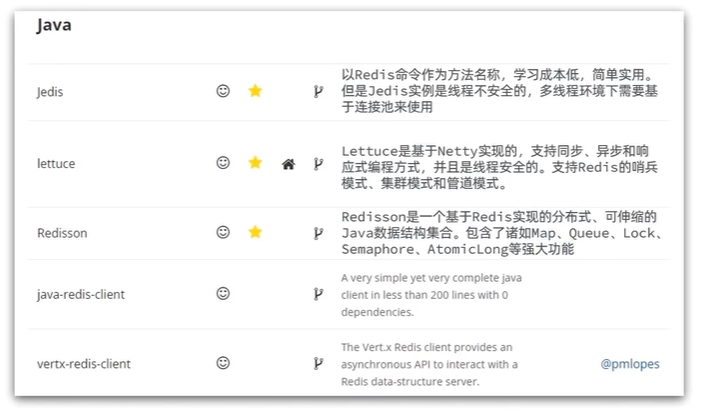 Java
Jedis
以Redis命令作为方法名称，学习成本低，简单实用。
但是Jedis实例是线程不安全的，多线程环境下需要基
于连接池来使用
lettuce
Lettuce是基于Netty实现的，支持同步、异步和响
应式编程方式，并且是线程安全的。支持Redis的哨兵
模式、集群模式和管道模式。
Redisson
Redisson是一个基于Redis实现的分布式、可伸缩的
Java数据结构集合。包含了诸如Map、Queue、Lock、
Semaphore、AtomicLong等强大功能
java-redis-client
A very simple yet very complete java
client in less than 200 lines with 0
dependencies.
vertx-redis-client
The Vert.x Redis client provides an
asynchronous API to interact with a
Redis data-structure server.
@pmlopes